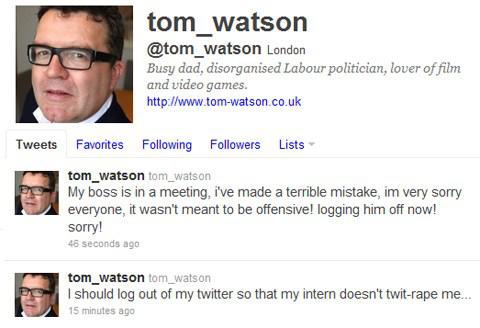 tom_watson
@tom_watson London
Busy dad, disorganised Labour politician, lover of film
and video games.
http://www.tom-watson.co.uk
Tweets Favorites Following Followers Lists
tom_watson tom_watson
My boss is in a meeting, i've made a terrible mistake, im very sorry
everyone, it wasn't meant to be offensive! logging him off now!
sorry!
46 seconds ago
tom_watson tom_watson
I should log out of my twitter so that my intern doesn't twit-rape me...
15 minutes ago